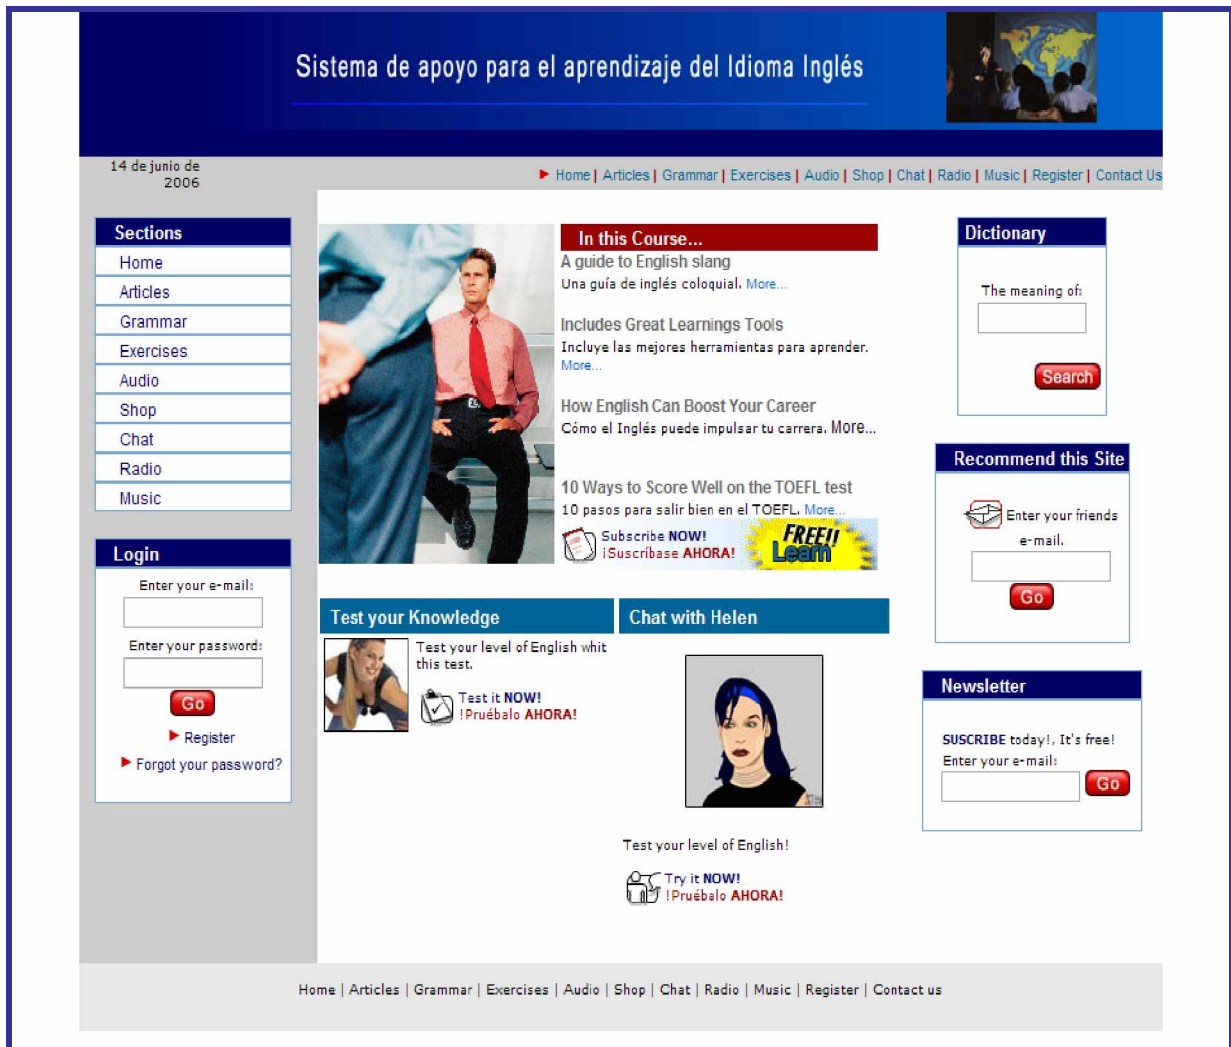 Sistema de apoyo para el aprendizaje del Idioma Inglés
14 de junio de
2006
Home | Articles | Grammar | Exercises | Audio | Shop | Chat | Radio | Music | Register | Contact Us
Sections
Home
Articles
Grammar
Exercises
Audio
Shop
Chat
Radio
Music
Login
Enter your e-mail:
Enter your password:
Go
Register
Forgot your password?
In this Course...
A guide to English slang
Una guía de inglés coloquial. More...
Includes Great Learnings Tools
Incluye las mejores herramientas para aprender.
More...
How English Can Boost Your Career
Cómo el Inglés puede impulsar tu carrera. More...
10 Ways to Score Well on the TOEFL test
10 pasos para salir bien en el TOEFL. More...
Subscribe NOW!
¡Suscríbase AHORA!
FREE!!
Learn
Test your Knowledge
Test your level of English whit
this test.
Test it NOW!
!Pruébalo AHORA!
Chat with Helen
Test your level of English!
Try it NOW!
!Pruébalo AHORA!
Dictionary
The meaning of:
Search
Recommend this Site
Enter your friends
e-mail.
Go
Newsletter
SUSCRIBE today!, It's free!
Enter your e-mail:
Go
Home | Articles | Grammar | Exercises | Audio | Shop | Chat | Radio | Music | Register | Contact us